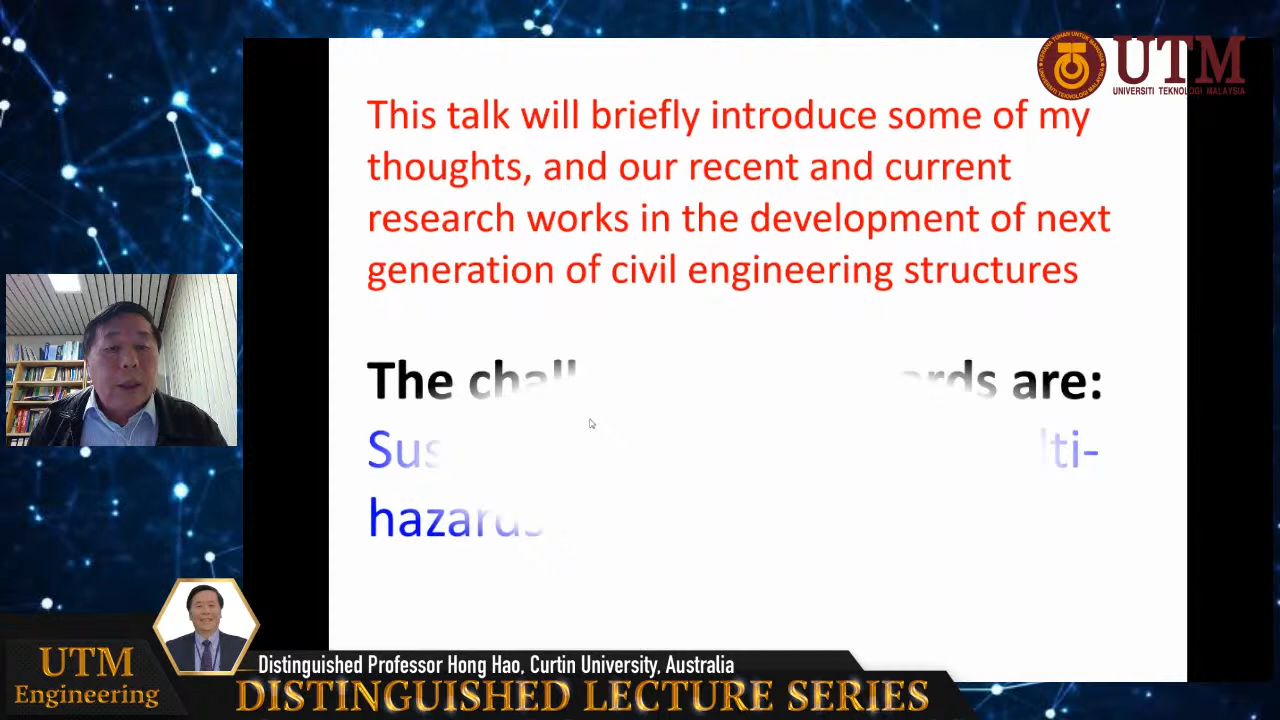 UTM
UNIVERSITI TEKNOLOGI MALAYSIA
This talk will briefly introduce some of my
thoughts, and our recent and current
research works in the development of next
generation of civil engineering structures
The are:
hazards
UTM
Engineering
Distinguished Professor Hong Hao, Curtin University, Australia
DISTINGUISHED LECTURE SERIES